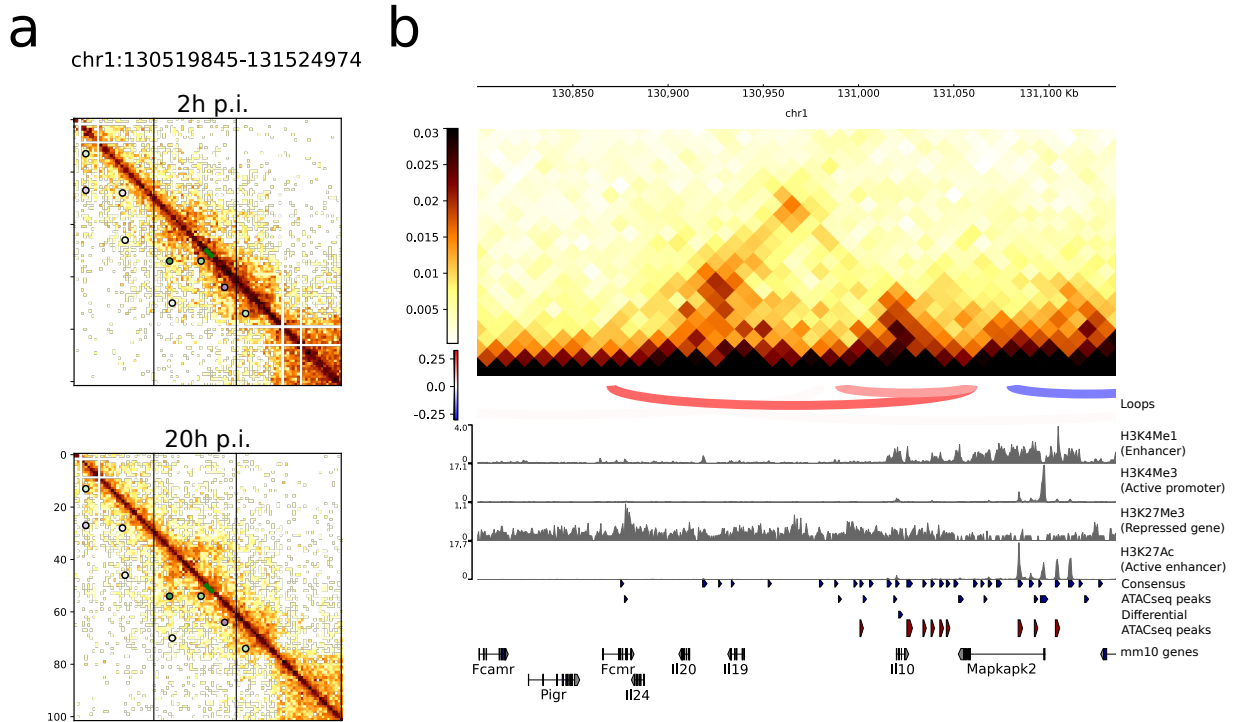 a
chr1:130519845-131524974
2h p.i.
20h p.i.
0
20
40
60
80
100
b
130,850 130,900 130,950 131,000 131,050 131,100 Kb
chr1
0.03
0.025
0.02
0.015
0.01
0.005
0.25
0.0
-0.25
Loops
4.0
0
H3K4Me1
(Enhancer)
17.1
0
H3K4Me3
(Active promoter)
1.1
0
H3K27Me3
(Repressed gene)
17.7
0
H3K27Ac
(Active enhancer)
Consensus
ATACseq peaks
Differential
ATACseq peaks
mm10 genes
Fcamr Fcmr Il20 Il19 Il10 Mapkapk2
Pigr Il24